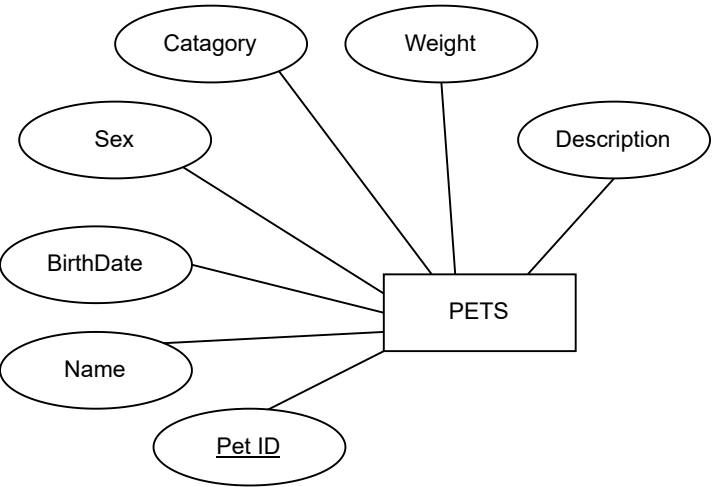 Catagory
Weight
Sex
Description
BirthDate
PETS
Name
Pet ID